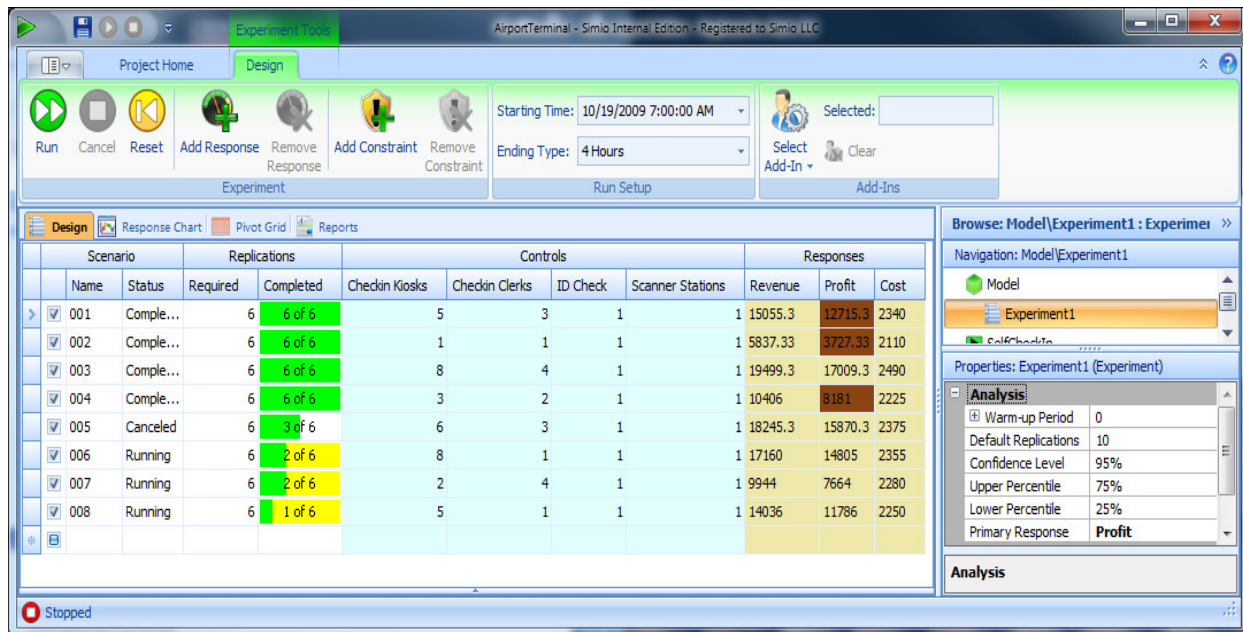 Experiment Tools
AirportTerminal - Simio Internal Edition - Registered to Simio LLC
Project Home Design
Run Cancel Reset Add Response Remove Response Add Constraint Remove Constraint
Experiment
Starting Time: 10/19/2009 7:00:00 AM
Ending Type: 4 Hours
Run Setup
Select Add-In Selected:
Clear
Add-Ins
Design Response Chart Pivot Grid Reports
Scenario Replications Controls Responses
Name Status Required Completed Checkin Kiosks Checkin Clerks ID Check Scanner Stations Revenue Profit Cost
001 Comple... 6 6 of 6 5 3 1 1 15055.3 12715.3 2340
002 Comple... 6 6 of 6 1 1 1 1 5837.33 3727.33 2110
003 Comple... 6 6 of 6 8 4 1 1 19499.3 17009.3 2490
004 Comple... 6 6 of 6 3 2 1 1 10406 8181 2225
005 Canceled 6 3 of 6 6 3 1 1 18245.3 15870.3 2375
006 Running 6 2 of 6 8 1 1 1 17160 14805 2355
007 Running 6 2 of 6 2 4 1 1 9944 7664 2280
008 Running 6 1 of 6 5 1 1 1 14036 11786 2250
Browse: Model\Experiment1 : Experimer
Navigation: Model\Experiment1
Model
Experiment1
Properties: Experiment1 (Experiment)
Analysis
Warm-up Period 0
Default Replications 10
Confidence Level 95%
Upper Percentile 75%
Lower Percentile 25%
Primary Response Profit
Analysis
Stopped